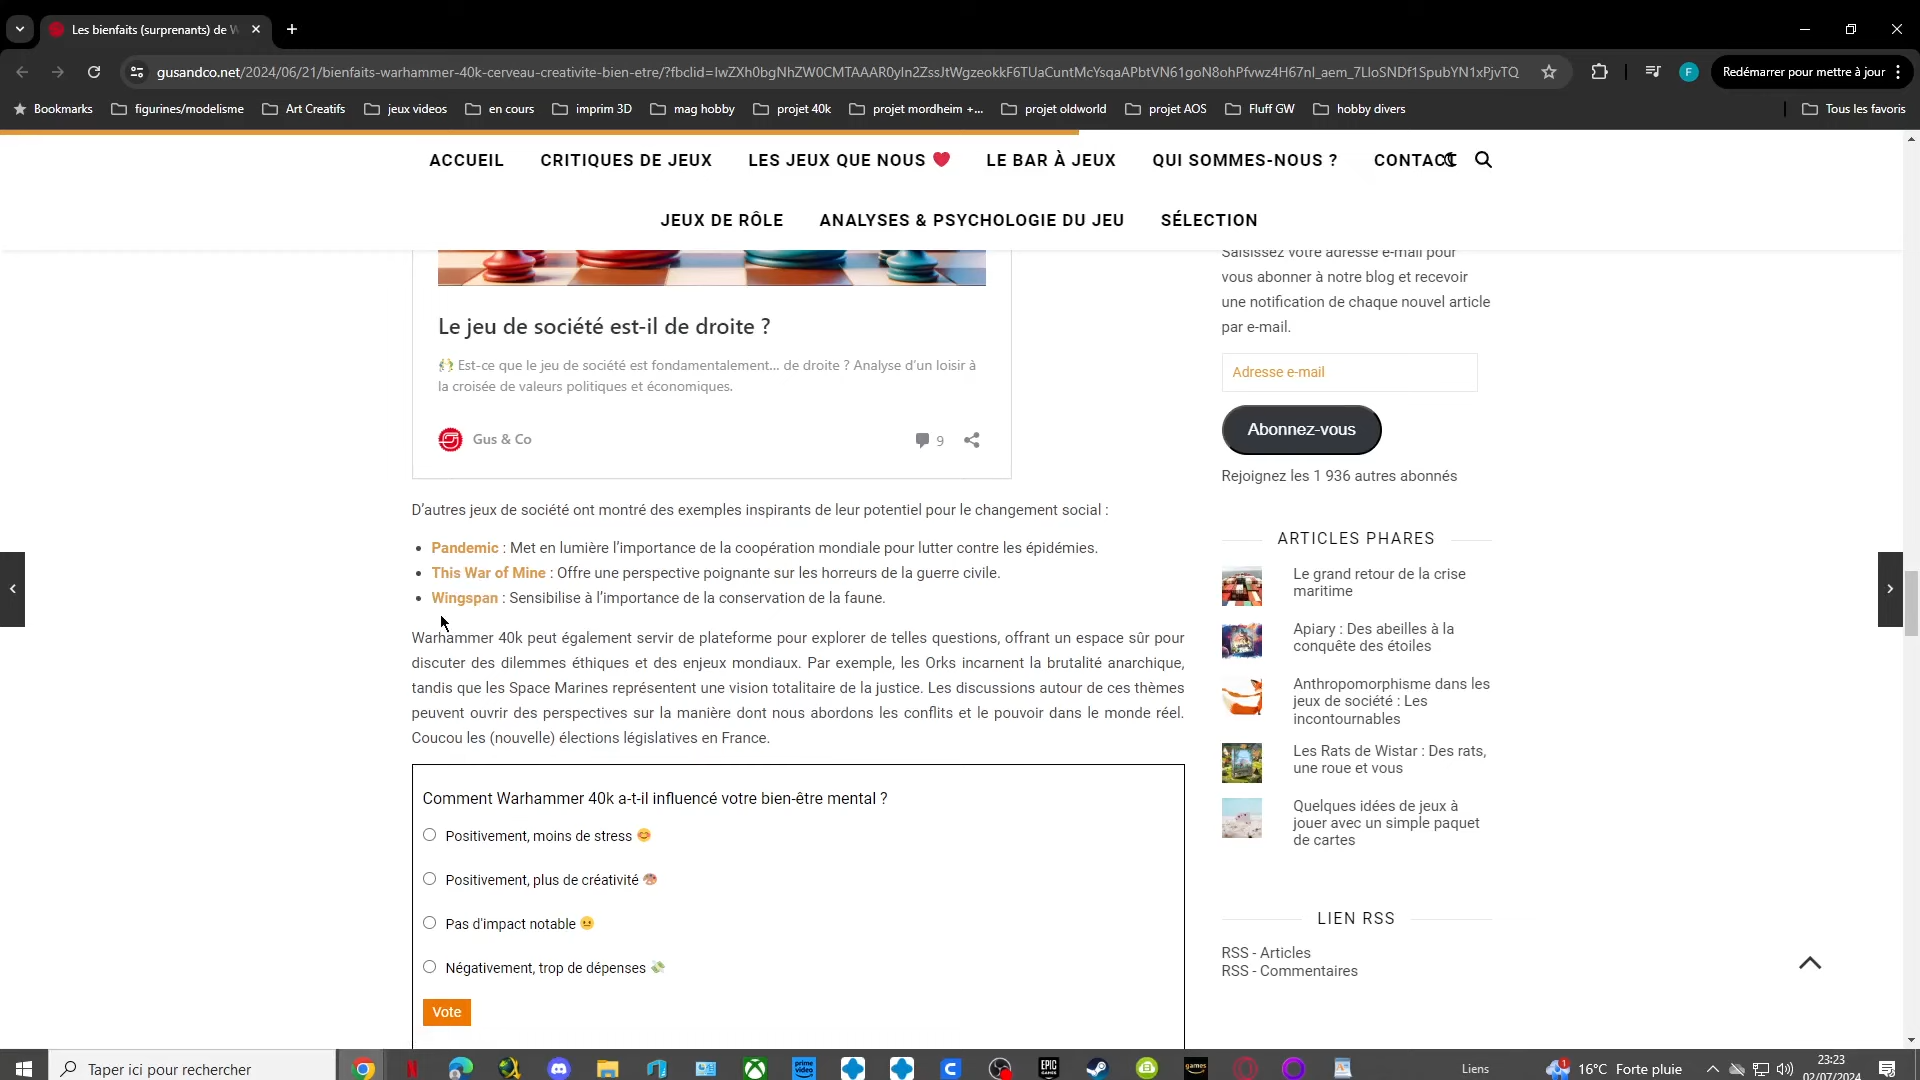 Les bienfaits (surprenants) de W
gusandco.net/2024/06/21/bienfaits-warhammer-40k-cerveau-creativite-bien-etre/?fbclid=IwZXh0bgNhZW0CMTAAAR0yIn2ZssJtWgzeokkF6TUaCuntMcYsqaAPbtVN61goN8ohPfvwz4H67nI_aem_7LIoSNDf1SpubYN1xPjvTQ
F
Redémarrer pour mettre à jour
Bookmarks
figurines/modelisme
Art Creatifs
jeux videos
en cours
imprim 3D
mag hobby
projet 40k
projet mordheim +...
projet oldworld
projet AOS
Fluff GW
hobby divers
Tous les favoris
ACCUEIL
CRITIQUES DE JEUX
LES JEUX QUE NOUS ❤️
LE BAR À JEUX
QUI SOMMES-NOUS ?
CONTACT
JEUX DE RÔLE
ANALYSES & PSYCHOLOGIE DU JEU
SÉLECTION
Le jeu de société est-il de droite ?
Est-ce que le jeu de société est fondamentalement... de droite ? Analyse d'un loisir à
la croisée de valeurs politiques et économiques.
Gus & Co
9
D'autres jeux de société ont montré des exemples inspirants de leur potentiel pour le changement social :
• Pandemic : Met en lumière l'importance de la coopération mondiale pour lutter contre les épidémies.
• This War of Mine : Offre une perspective poignante sur les horreurs de la guerre civile.
• Wingspan : Sensibilise à l'importance de la conservation de la faune.
Warhammer 40k peut également servir de plateforme pour explorer de telles questions, offrant un espace sûr pour
discuter des dilemmes éthiques et des enjeux mondiaux. Par exemple, les Orks incarnent la brutalité anarchique,
tandis que les Space Marines représentent une vision totalitaire de la justice. Les discussions autour de ces thèmes
peuvent ouvrir des perspectives sur la manière dont nous abordons les conflits et le pouvoir dans le monde réel.
Coucou les (nouvelle) élections législatives en France.
Comment Warhammer 40k a-t-il influencé votre bien-être mental ?
Positivement, moins de stress 😊
Positivement, plus de créativité 🎨
Pas d'impact notable 😐
Négativement, trop de dépenses 💸
Vote
Saisissez votre adresse e-mail pour
vous abonner à notre blog et recevoir
une notification de chaque nouvel article
par e-mail.
Adresse e-mail
Abonnez-vous
Rejoignez les 1 936 autres abonnés
ARTICLES PHARES
Le grand retour de la crise
maritime
Apiary : Des abeilles à la
conquête des étoiles
Anthropomorphisme dans les
jeux de société : Les
incontournables
Les Rats de Wistar : Des rats,
une roue et vous
Quelques idées de jeux à
jouer avec un simple paquet
de cartes
LIEN RSS
RSS - Articles
RSS - Commentaires
Taper ici pour rechercher
prime video
EPIC GAMES
games
Liens
1
16°C Forte pluie
23:23
02/07/2024